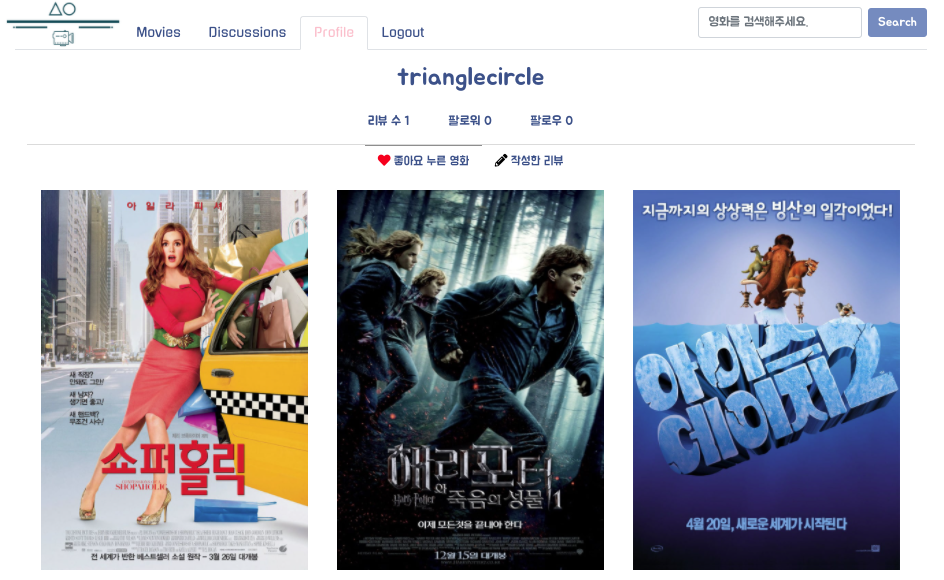 Movies Discussions Profile Logout
영화를 검색해주세요.
Search
trianglecircle
리뷰 수 1 팔로워 0 팔로우 0
좋아요 누른 영화 작성한 리뷰
아 일 라 피 셔
새 직장?
안돼도 그만!
새 남자?
생기면 좋고!
새 핸드백?
무조건 사수!
쇼퍼홀릭
SHOPAHOLIC
전 세계가 반한 베스트셀러 소설 원작 - 3월 26일 대개봉
해리포터
와
Harry Potter 죽음의 성물 1
이제 모든것을 끝내야 한다
12월 15일 대개봉
지금까지의 상상력은 빙산의 일각이었다!
아이스
에이지2
4월 20일, 새로운 세계가 시작된다